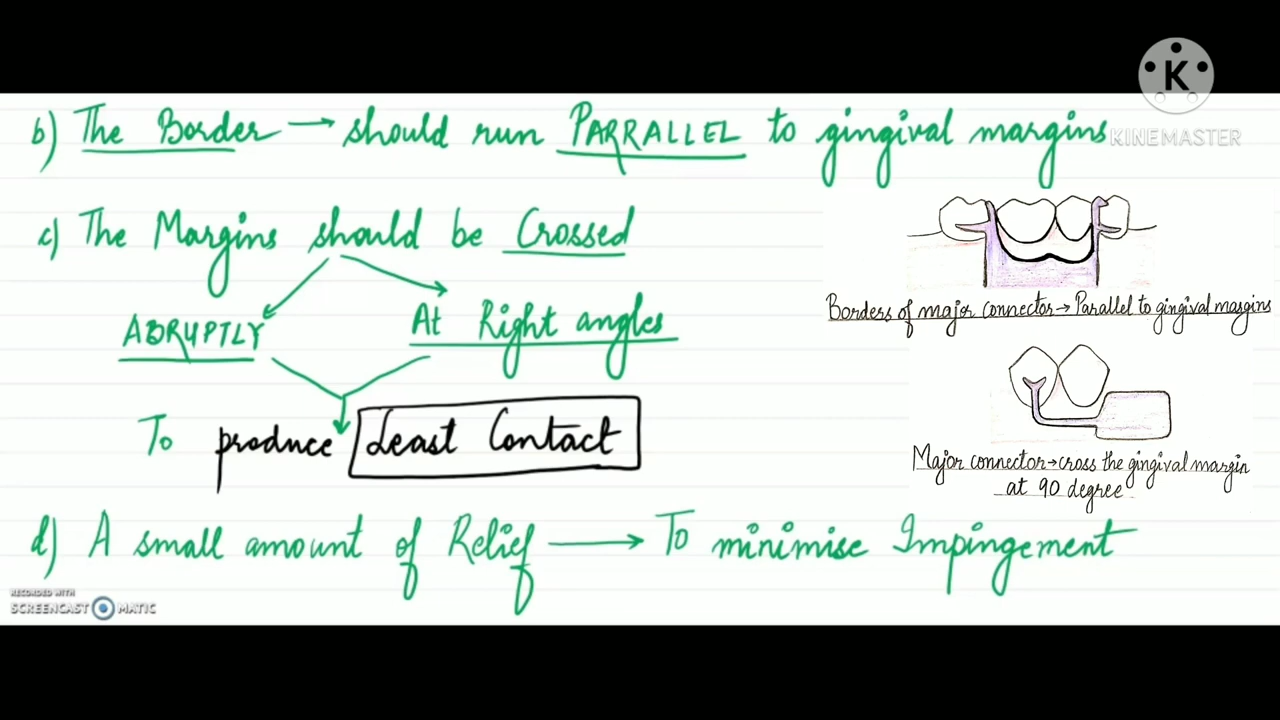 b) The Border → should run PARRALLEL to gingival margins
K
KINEMASTER
c) The Margins should be Crossed
ABRUPTLY
At Right angles
To produce Least Contact
Borders of major connector → Parallel to gingival margins
Major connector → cross the gingival margin
at 90 degree
d) A small amount of Relief → To minimise Impingement
RECORDED WITH
SCREENCAST MATIC